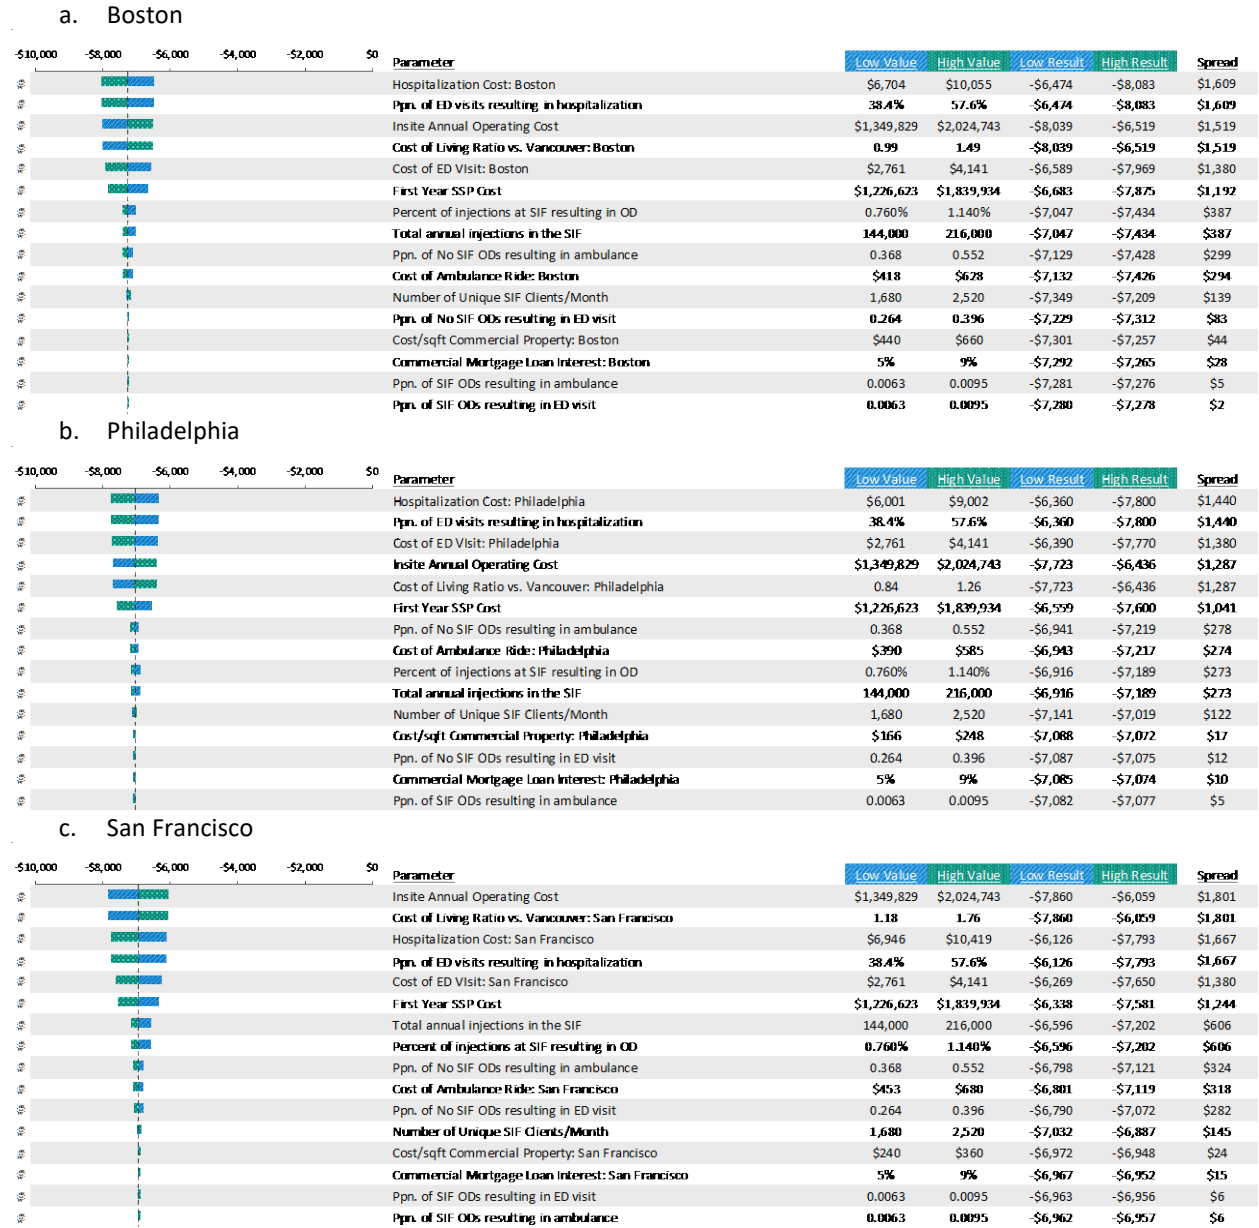 a. Boston
-$10,000 -$8,000 -$6,000 -$4,000 -$2,000 $0
Parameter Low Value High Value Low Result High Result Spread
Hospitalization Cost: Boston $6,704 $10,055 -$6,474 -$8,083 $1,609
Ppn. of ED visits resulting in hospitalization 38.4% 57.6% -$6,474 -$8,083 $1,609
Insite Annual Operating Cost $1,349,829 $2,024,743 -$8,039 -$6,519 $1,519
Cost of Living Ratio vs. Vancouver: Boston 0.99 1.49 -$8,039 -$6,519 $1,519
Cost of ED VIsit: Boston $2,761 $4,141 -$6,589 -$7,969 $1,380
First Year SSP Cost $1,226,623 $1,839,934 -$6,683 -$7,875 $1,192
Percent of injections at SIF resulting in OD 0.760% 1.140% -$7,047 -$7,434 $387
Total annual injections in the SIF 144,000 216,000 -$7,047 -$7,434 $387
Ppn. of No SIF ODs resulting in ambulance 0.368 0.552 -$7,129 -$7,428 $299
Cost of Ambulance Ride: Boston $418 $628 -$7,132 -$7,426 $294
Number of Unique SIF Clients/Month 1,680 2,520 -$7,349 -$7,209 $139
Ppn. of No SIF ODs resulting in ED visit 0.264 0.396 -$7,229 -$7,312 $83
Cost/sqft Commercial Property: Boston $440 $660 -$7,301 -$7,257 $44
Commercial Mortgage Loan Interest: Boston 5% 9% -$7,292 -$7,265 $28
Ppn. of SIF ODs resulting in ambulance 0.0063 0.0095 -$7,281 -$7,276 $5
Ppn. of SIF ODs resulting in ED visit 0.0063 0.0095 -$7,280 -$7,278 $2
b. Philadelphia
-$10,000 -$8,000 -$6,000 -$4,000 -$2,000 $0
Parameter Low Value High Value Low Result High Result Spread
Hospitalization Cost: Philadelphia $6,001 $9,002 -$6,360 -$7,800 $1,440
Ppn. of ED visits resulting in hospitalization 38.4% 57.6% -$6,360 -$7,800 $1,440
Cost of ED VIsit: Philadelphia $2,761 $4,141 -$6,390 -$7,770 $1,380
Insite Annual Operating Cost $1,349,829 $2,024,743 -$7,723 -$6,436 $1,287
Cost of Living Ratio vs. Vancouver: Philadelphia 0.84 1.26 -$7,723 -$6,436 $1,287
First Year SSP Cost $1,226,623 $1,839,934 -$6,559 -$7,600 $1,041
Ppn. of No SIF ODs resulting in ambulance 0.368 0.552 -$6,941 -$7,219 $278
Cost of Ambulance Ride: Philadelphia $390 $585 -$6,943 -$7,217 $274
Percent of injections at SIF resulting in OD 0.760% 1.140% -$6,916 -$7,189 $273
Total annual injections in the SIF 144,000 216,000 -$6,916 -$7,189 $273
Number of Unique SIF Clients/Month 1,680 2,520 -$7,141 -$7,019 $122
Cost/sqft Commercial Property: Philadelphia $166 $248 -$7,088 -$7,072 $17
Ppn. of No SIF ODs resulting in ED visit 0.264 0.396 -$7,087 -$7,075 $12
Commercial Mortgage Loan Interest: Philadelphia 5% 9% -$7,085 -$7,074 $10
Ppn. of SIF ODs resulting in ambulance 0.0063 0.0095 -$7,082 -$7,077 $5
c. San Francisco
-$10,000 -$8,000 -$6,000 -$4,000 -$2,000 $0
Parameter Low Value High Value Low Result High Result Spread
Insite Annual Operating Cost $1,349,829 $2,024,743 -$7,860 -$6,059 $1,801
Cost of Living Ratio vs. Vancouver: San Francisco 1.18 1.76 -$7,860 -$6,059 $1,801
Hospitalization Cost: San Francisco $6,946 $10,419 -$6,126 -$7,793 $1,667
Ppn. of ED visits resulting in hospitalization 38.4% 57.6% -$6,126 -$7,793 $1,667
Cost of ED VIsit: San Francisco $2,761 $4,141 -$6,269 -$7,650 $1,380
First Year SSP Cost $1,226,623 $1,839,934 -$6,338 -$7,581 $1,244
Total annual injections in the SIF 144,000 216,000 -$6,596 -$7,202 $606
Percent of injections at SIF resulting in OD 0.760% 1.140% -$6,596 -$7,202 $606
Ppn. of No SIF ODs resulting in ambulance 0.368 0.552 -$6,798 -$7,121 $324
Cost of Ambulance Ride: San Francisco $453 $680 -$6,801 -$7,119 $318
Ppn. of No SIF ODs resulting in ED visit 0.264 0.396 -$6,790 -$7,072 $282
Number of Unique SIF Clients/Month 1,680 2,520 -$7,032 -$6,887 $145
Cost/sqft Commercial Property: San Francisco $240 $360 -$6,972 -$6,948 $24
Commercial Mortgage Loan Interest: San Francisco 5% 9% -$6,967 -$6,952 $15
Ppn. of SIF ODs resulting in ED visit 0.0063 0.0095 -$6,963 -$6,956 $6
Ppn. of SIF ODs resulting in ambulance 0.0063 0.0095 -$6,962 -$6,957 $6